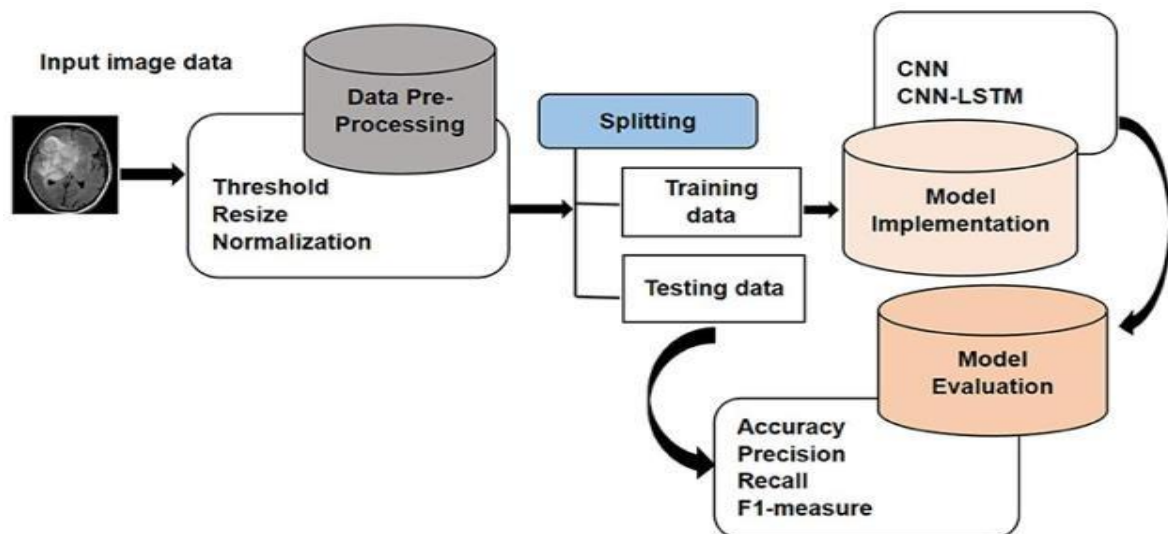 Input image data
Data Pre-
Processing
Threshold
Resize
Normalization
Splitting
Training
data
Testing data
CNN
CNN-LSTM
Model
Implementation
Model
Evaluation
Accuracy
Precision
Recall
F1-measure